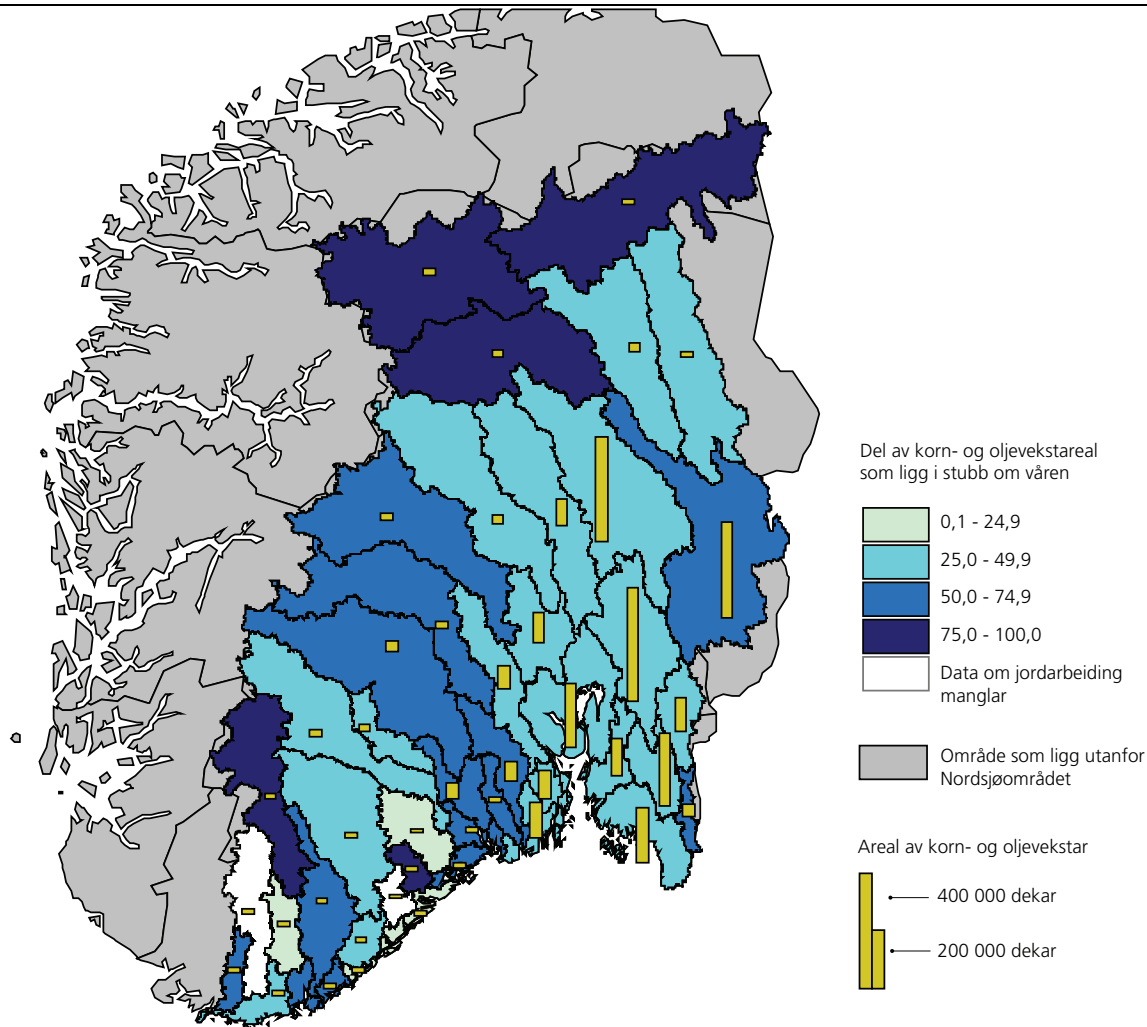 Del av korn- og oljevekstareal
som ligg i stubb om våren
0,1 - 24,9
25,0 - 49,9
50,0 - 74,9
75,0 - 100,0
Data om jordarbeiding
manglar
Område som ligg utanfor
Nordsjøområdet
Areal av korn- og oljevekstar
400 000 dekar
200 000 dekar